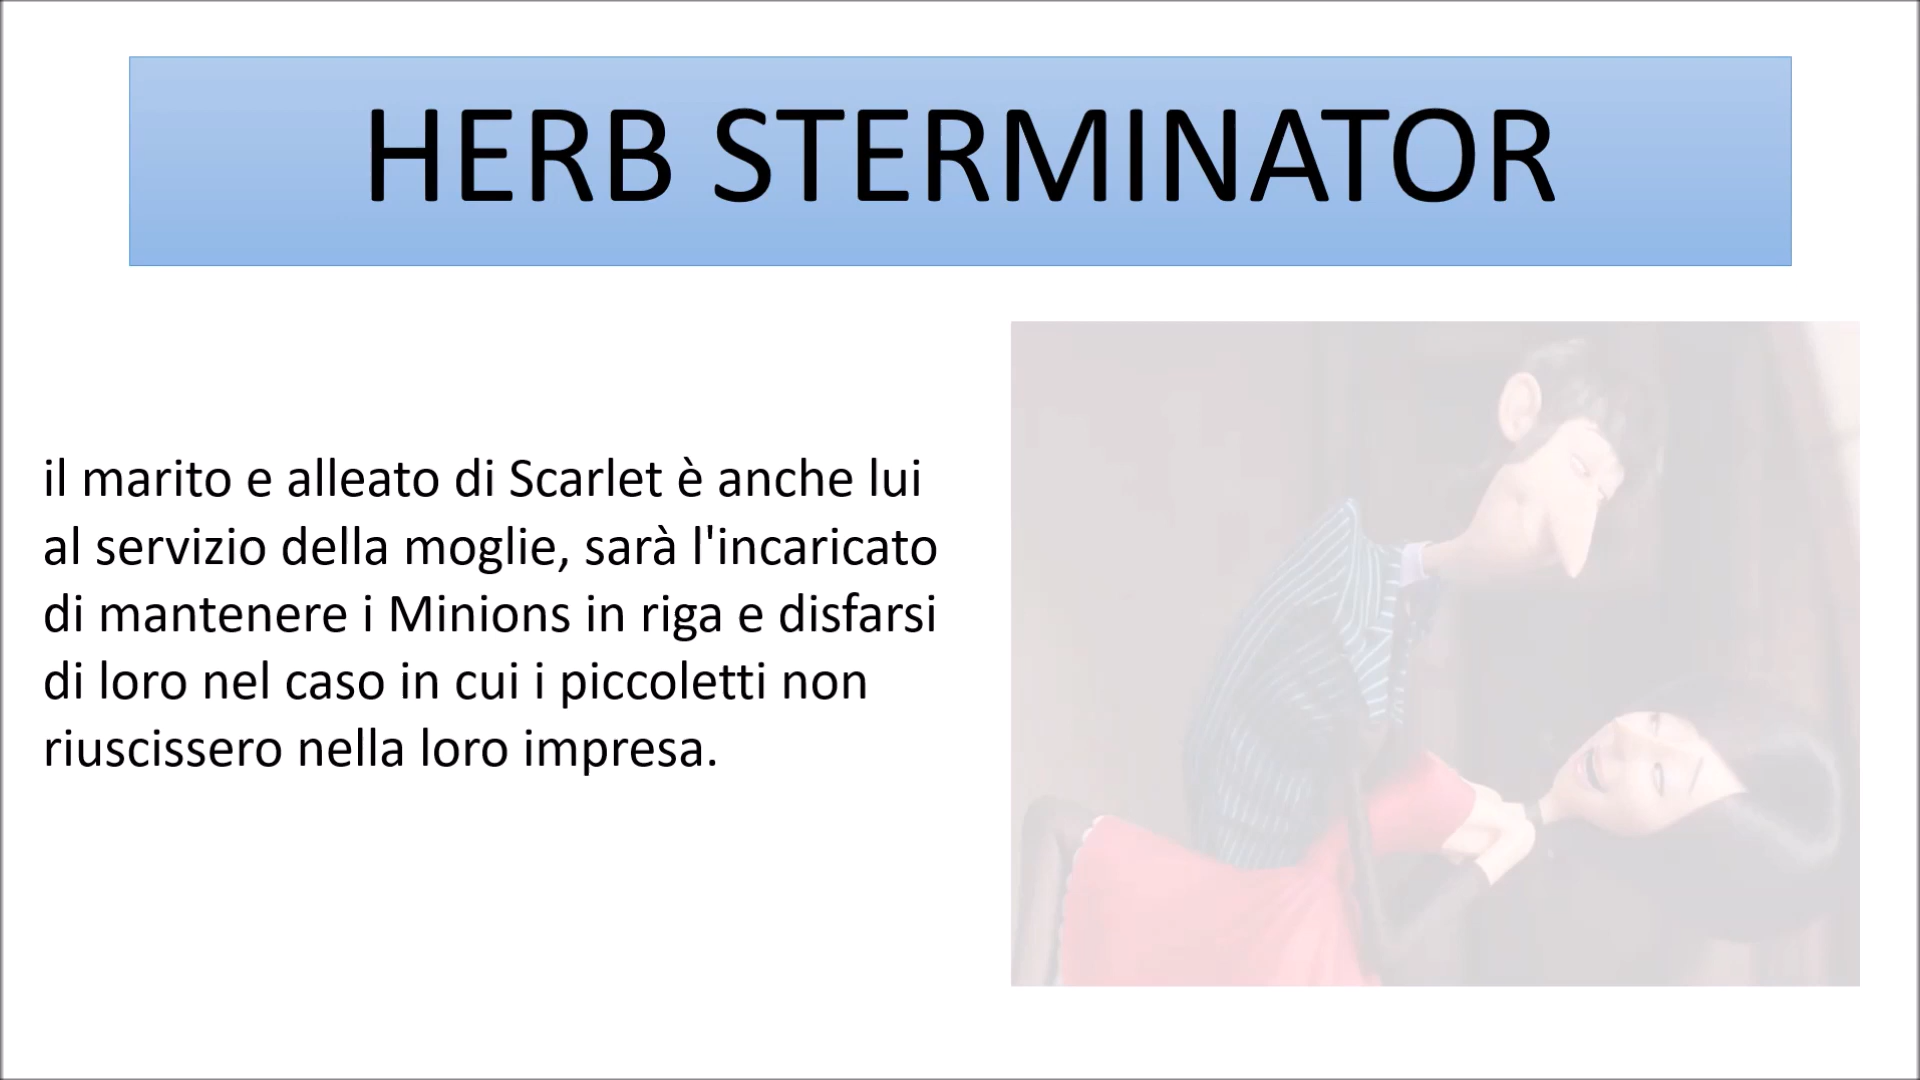 HERB STERMINATOR
il marito e alleato di Scarlet è anche lui
al servizio della moglie, sarà l'incaricato
di mantenere i Minions in riga e disfarsi
di loro nel caso in cui i piccoletti non
riuscissero nella loro impresa.